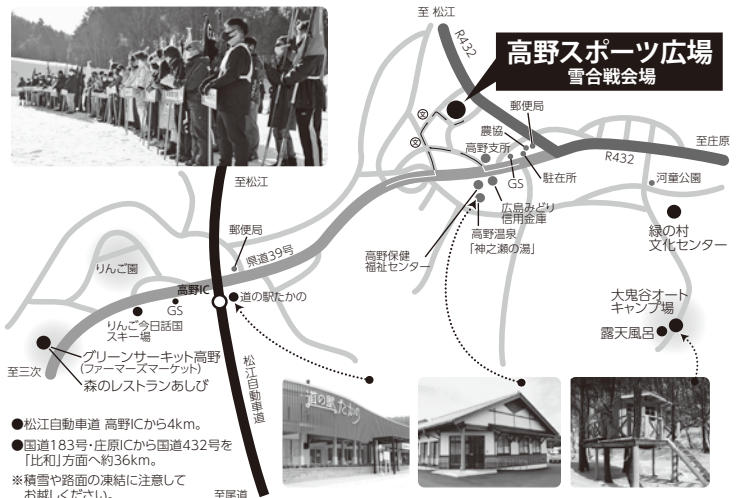 至 松江
R432
高野スポーツ広場
雪合戦会場
郵便局
農協
高野支所
文
文
至庄原
R432
GS
駐在所
河童公園
広島みどり
信用金庫
高野温泉
「神之瀬の湯」
高野保健
福祉センター
緑の村
文化センター
至松江
郵便局
県道39号
りんご園
高野IC
道の駅たかの
GS
りんご今日話国
スキー場
大鬼谷オート
キャンプ場
露天風呂
グリーンサーキット高野
(ファーマーズマーケット)
森のレストランあしび
至三次
松江自動車道
道の駅たかの
●松江自動車道 高野ICから4km。
●国道183号・庄原ICから国道432号を
「比和」方面へ約36km。
※積雪や路面の凍結に注意して
お越しください。
至尾道